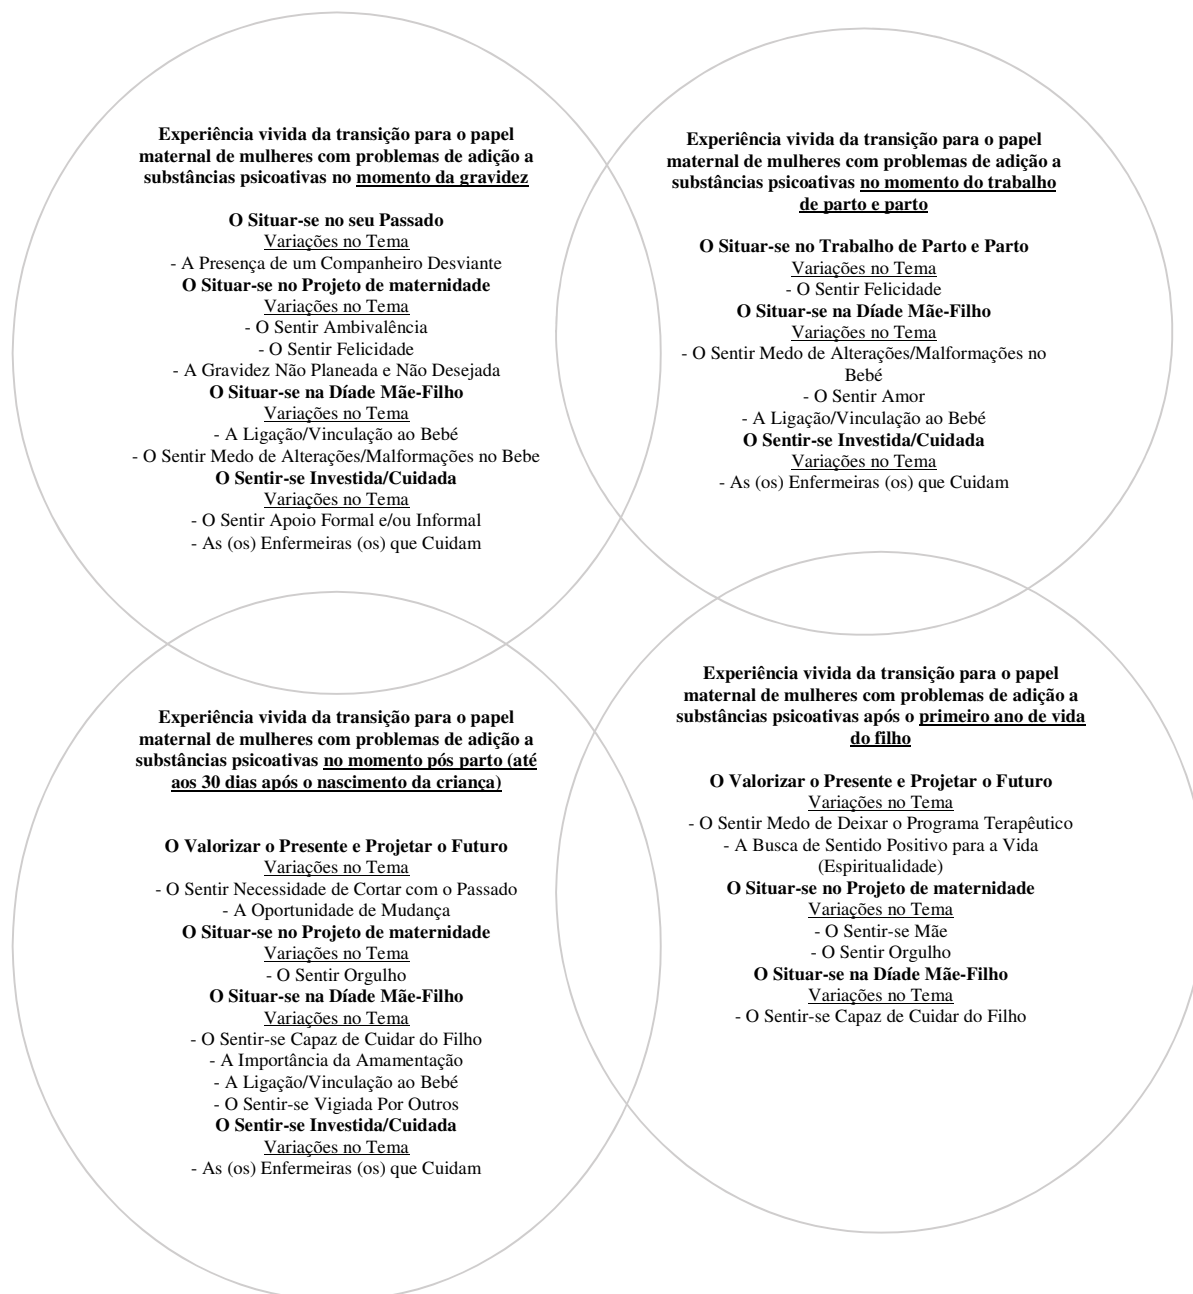 Experiência vivida da transição para o papel
maternal de mulheres com problemas de adição a
substâncias psicoativas no momento da gravidez
O Situar-se no seu Passado
Variações no Tema
- A Presença de um Companheiro Desviante
O Situar-se no Projeto de maternidade
Variações no Tema
- O Sentir Ambivalência
- O Sentir Felicidade
- A Gravidez Não Planeada e Não Desejada
O Situar-se na Díade Mãe-Filho
Variações no Tema
- A Ligação/Vinculação ao Bebé
- O Sentir Medo de Alterações/Malformações no Bebe
O Sentir-se Investida/Cuidada
Variações no Tema
- O Sentir Apoio Formal e/ou Informal
- As (os) Enfermeiras (os) que Cuidam
Experiência vivida da transição para o papel
maternal de mulheres com problemas de adição a
substâncias psicoativas no momento do trabalho
de parto e parto
O Situar-se no Trabalho de Parto e Parto
Variações no Tema
- O Sentir Felicidade
O Situar-se na Díade Mãe-Filho
Variações no Tema
- O Sentir Medo de Alterações/Malformações no
Bebé
- O Sentir Amor
- A Ligação/Vinculação ao Bebé
O Sentir-se Investida/Cuidada
Variações no Tema
- As (os) Enfermeiras (os) que Cuidam
Experiência vivida da transição para o papel
maternal de mulheres com problemas de adição a
substâncias psicoativas no momento pós parto (até
aos 30 dias após o nascimento da criança)
O Valorizar o Presente e Projetar o Futuro
Variações no Tema
- O Sentir Necessidade de Cortar com o Passado
- A Oportunidade de Mudança
O Situar-se no Projeto de maternidade
Variações no Tema
- O Sentir Orgulho
O Situar-se na Díade Mãe-Filho
Variações no Tema
- O Sentir-se Capaz de Cuidar do Filho
- A Importância da Amamentação
- A Ligação/Vinculação ao Bebé
- O Sentir-se Vigiada Por Outros
O Sentir-se Investida/Cuidada
Variações no Tema
- As (os) Enfermeiras (os) que Cuidam
Experiência vivida da transição para o papel
maternal de mulheres com problemas de adição a
substâncias psicoativas após o primeiro ano de vida
do filho
O Valorizar o Presente e Projetar o Futuro
Variações no Tema
- O Sentir Medo de Deixar o Programa Terapêutico
- A Busca de Sentido Positivo para a Vida
(Espiritualidade)
O Situar-se no Projeto de maternidade
Variações no Tema
- O Sentir-se Mãe
- O Sentir Orgulho
O Situar-se na Díade Mãe-Filho
Variações no Tema
- O Sentir-se Capaz de Cuidar do Filho